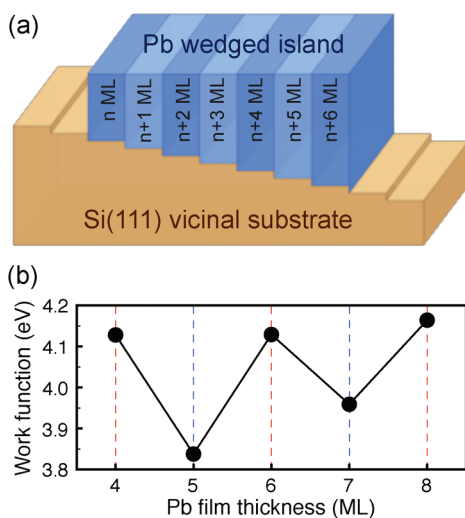 (a)
Pb wedged island
n ML
n+1 ML
n+2 ML
n+3 ML
n+4 ML
n+5 ML
n+6 ML
Si(111) vicinal substrate
(b)
Work function (eV)
4.2
4.1
4.0
3.9
3.8
4 5 6 7 8
Pb film thickness (ML)